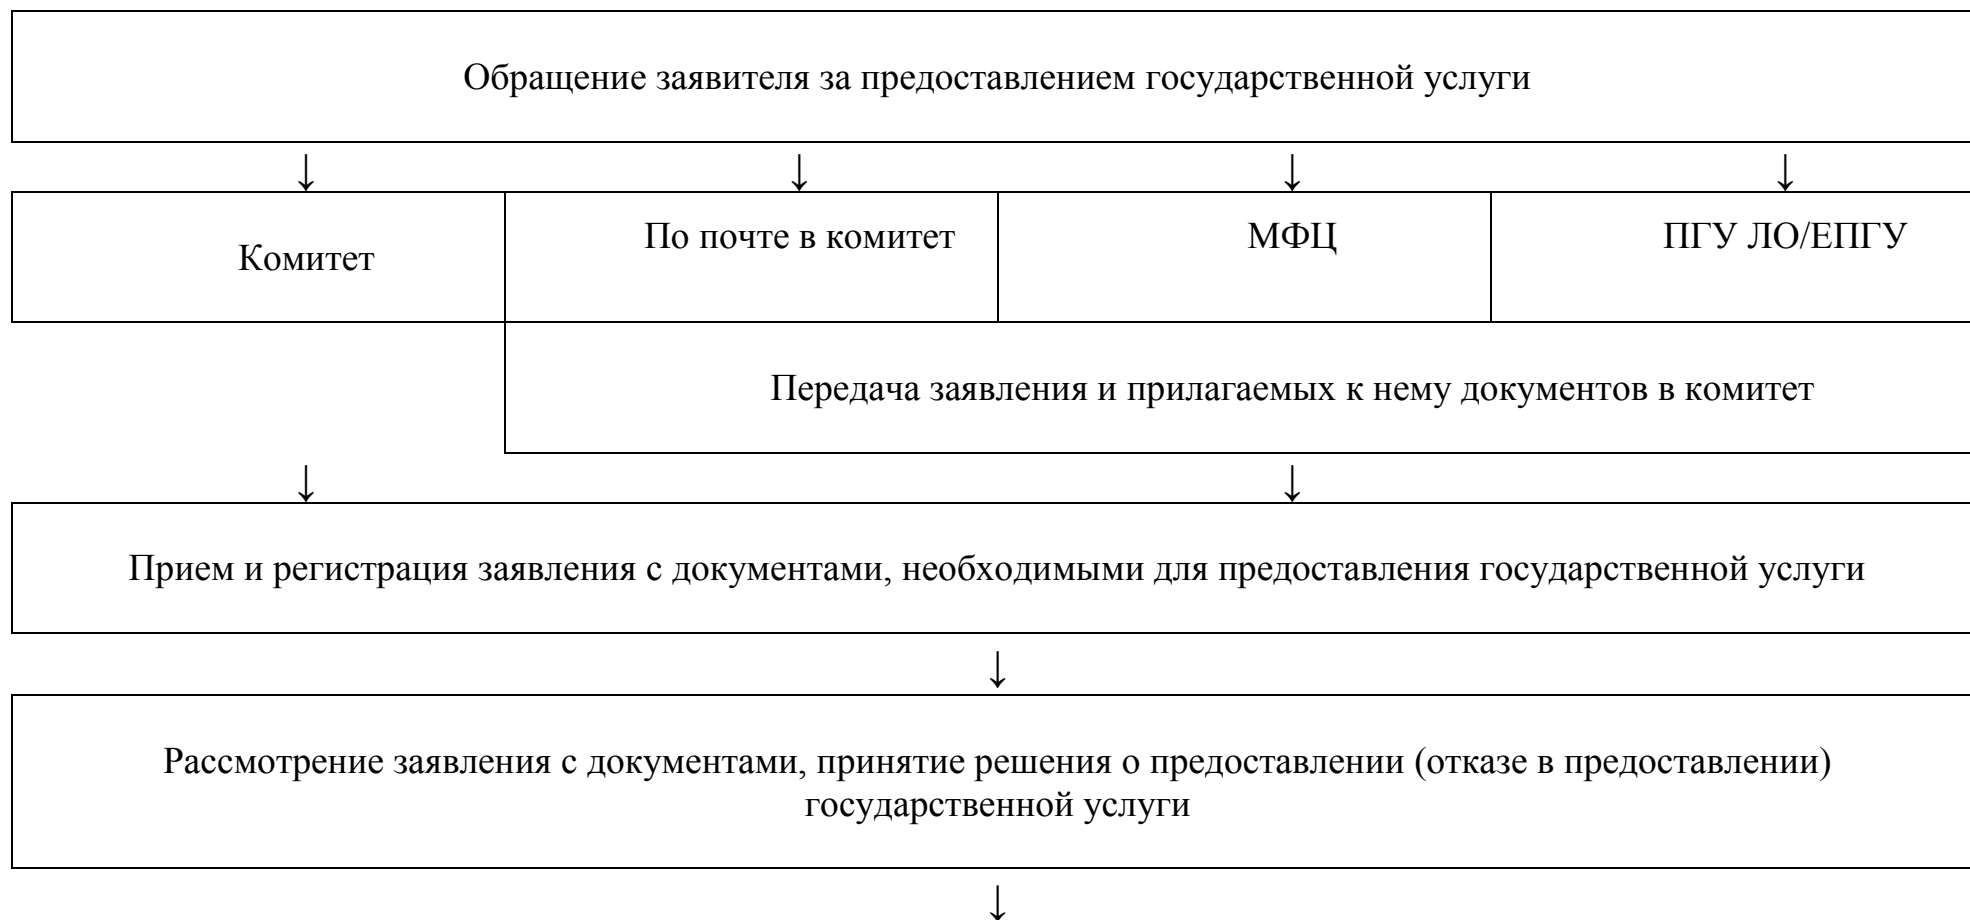 Обращение заявителя за предоставлением государственной услуги
↓ ↓ ↓ ↓
Комитет
По почте в комитет
МФЦ
ПГУ ЛО/ЕПГУ
Передача заявления и прилагаемых к нему документов в комитет
↓ ↓
Прием и регистрация заявления с документами, необходимыми для предоставления государственной услуги
↓
Рассмотрение заявления с документами, принятие решения о предоставлении (отказе в предоставлении)
государственной услуги
↓